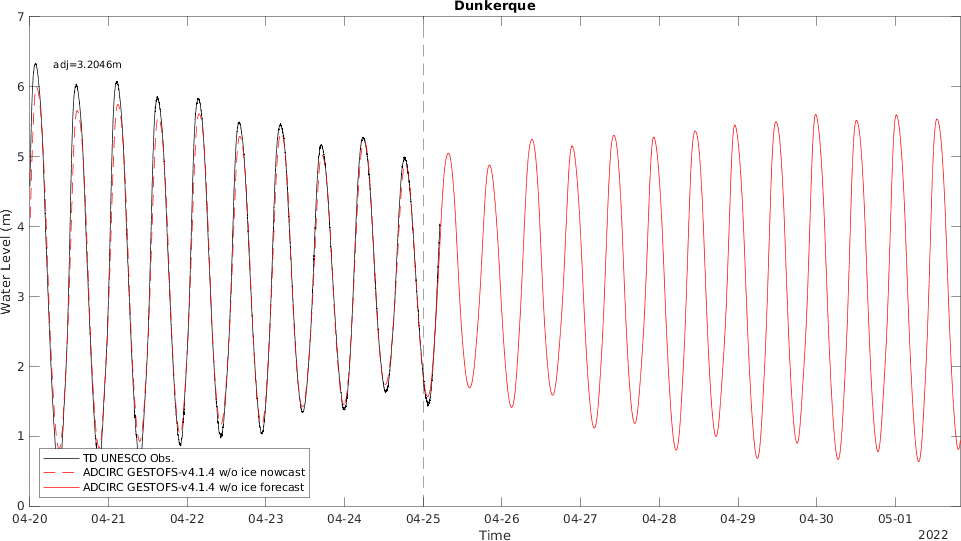 Dunkerque
adj=3.2046m
7
6
5
4
3
2
1
0
Water Level (m)
TD UNESCO Obs.
ADCIRC GESTOFS-v4.1.4 w/o ice nowcast
ADCIRC GESTOFS-v4.1.4 w/o ice forecast
04-20 04-21 04-22 04-23 04-24 04-25 04-26 04-27 04-28 04-29 04-30 05-01
Time
2022